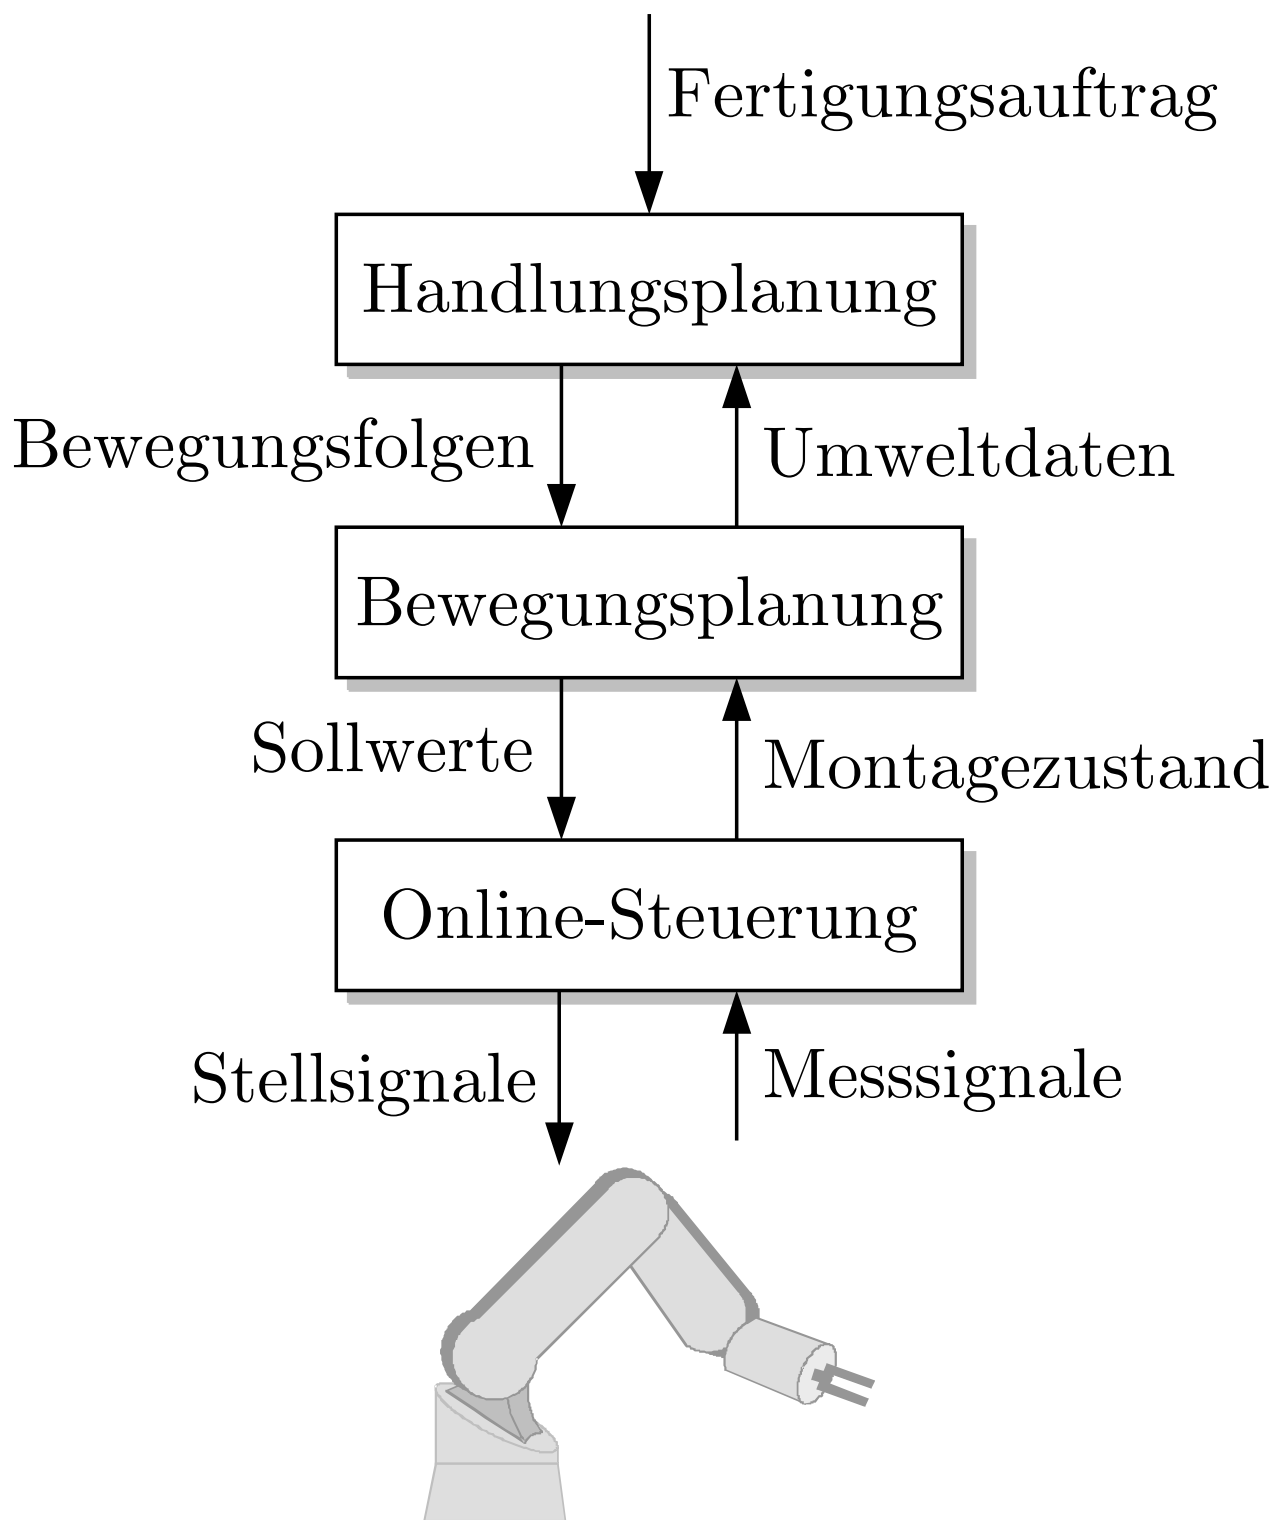 Fertigungsauftrag
Handlungsplanung
Bewegungsfolgen
Umweltdaten
Bewegungsplanung
Sollwerte
Montagezustand
Online-Steuerung
Stellsignale
Messsignale